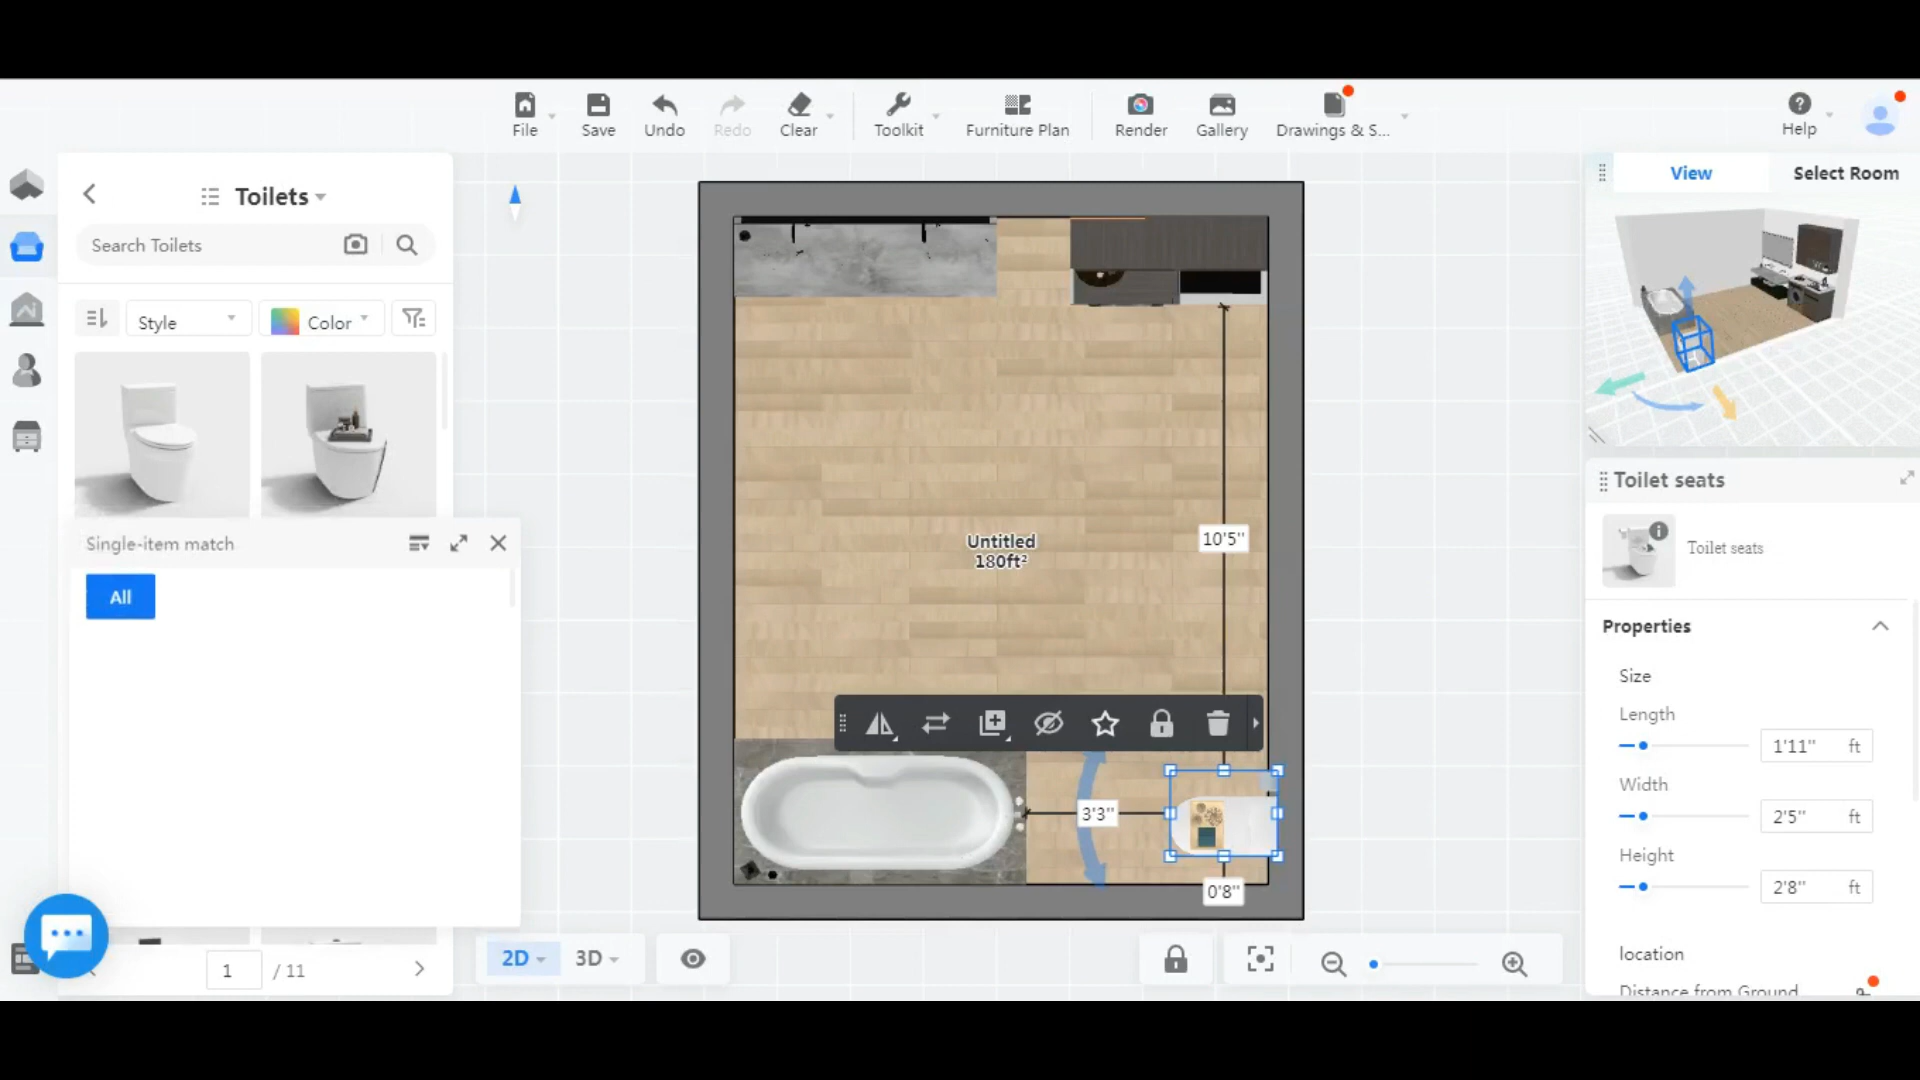 File
Save
Undo
Redo
Clear
Toolkit
Furniture Plan
Render
Gallery
Drawings & S...
Help
Toilets
Search Toilets
Style
Color
Single-item match
All
1 / 11
Untitled
180ft²
10'5"
3'3"
0'8"
2D
3D
View
Select Room
Toilet seats
Toilet seats
Properties
Size
Length
1'11" ft
Width
2'5" ft
Height
2'8" ft
location
Distance from Ground